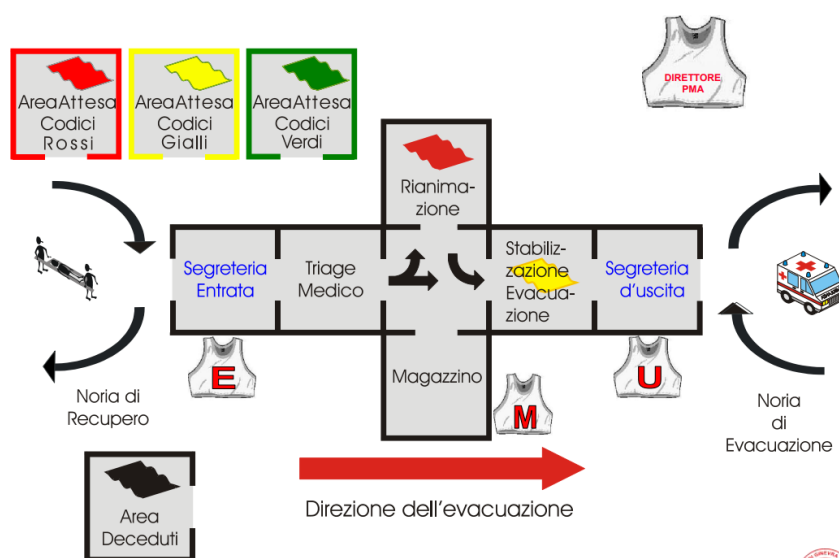 AreaAttesa
Codici
Rossi
AreaAttesa
Codici
Gialli
AreaAttesa
Codici
Verdi
DIRETTORE
PMA
Rianima-
zione
Segreteria
Entrata
Triage
Medico
Stabiliz-
zazione
Evacua-
zione
Segreteria
d'uscita
Magazzino
E
M
U
Noria di
Recupero
Noria
di
Evacuazione
Area
Deceduti
Direzione dell'evacuazione